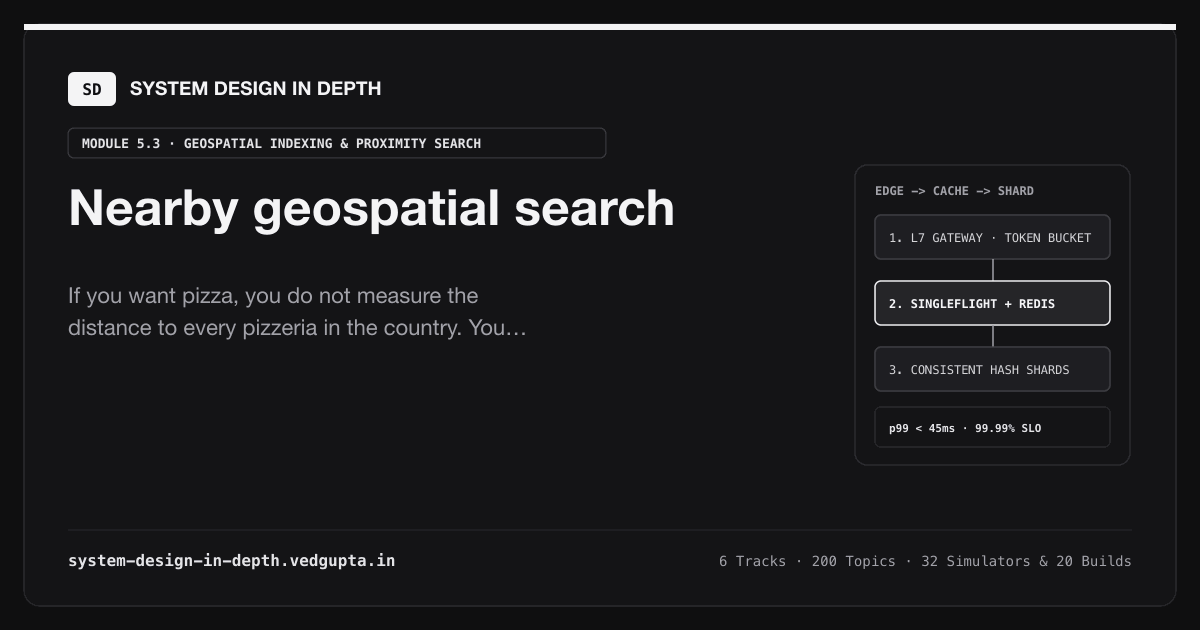 SD
SYSTEM DESIGN IN DEPTH
MODULE 5.3 · GEOSPATIAL INDEXING & PROXIMITY SEARCH
Nearby geospatial search
If you want pizza, you do not measure the
distance to every pizzeria in the country. You…
EDGE —> CACHE —> SHARD
1. L7 GATEWAY · TOKEN BUCKET
2. SINGLEFLIGHT + REDIS
3. CONSISTENT HASH SHARDS
p99 < 45ms · 99.99% SLO
system-design-in-depth.vedgupta.in
6 Tracks · 200 Topics · 32 Simulators & 20 Builds